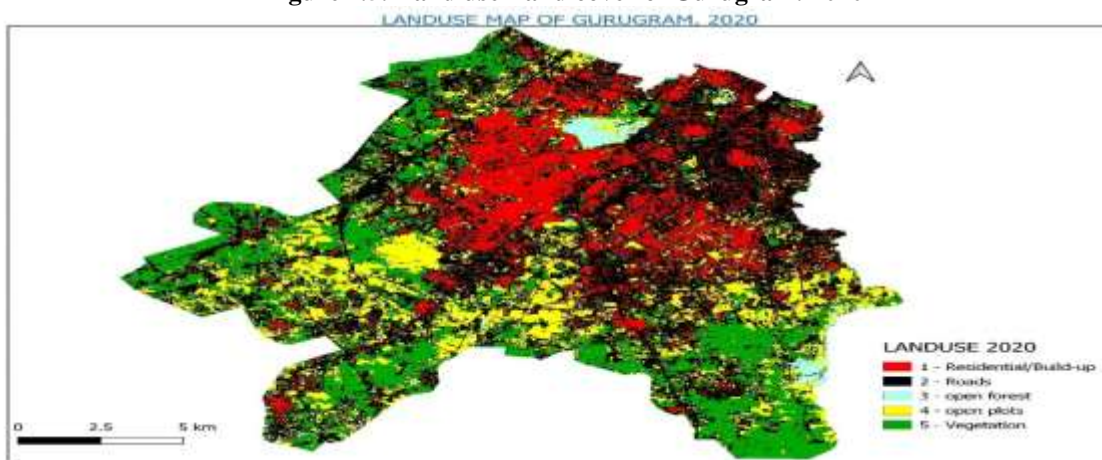 LANDUSE MAP OF GURUGRAM, 2020
LANDUSE 2020
1 - Residential/Build-up
2 - Roads
3 - open forest
4 - open plots
5 - Vegetation
0 2.5 5 km